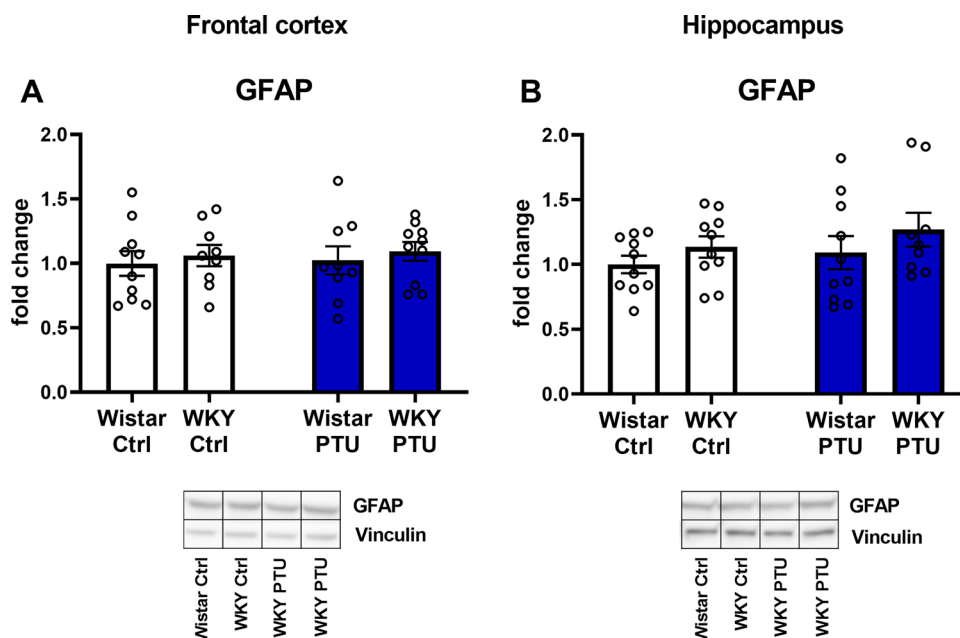 Frontal cortex
Hippocampus
A
GFAP
fold change
2.0
1.5
1.0
0.5
0.0
Wistar Ctrl
WKY Ctrl
Wistar PTU
WKY PTU
GFAP
Vinculin
Wistar Ctrl
WKY Ctrl
WKY PTU
WKY PTU
B
GFAP
fold change
2.0
1.5
1.0
0.5
0.0
Wistar Ctrl
WKY Ctrl
Wistar PTU
WKY PTU
GFAP
Vinculin
Wistar Ctrl
WKY Ctrl
WKY PTU
WKY PTU